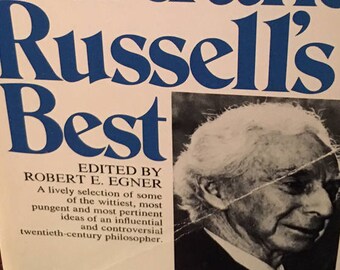 Russell's
Best
EDITED BY
ROBERT E. EGNER
A lively selection of some
of the wittiest, most
pungent and most pertinent
ideas of an influential
and controversial
twentieth-century philosopher.